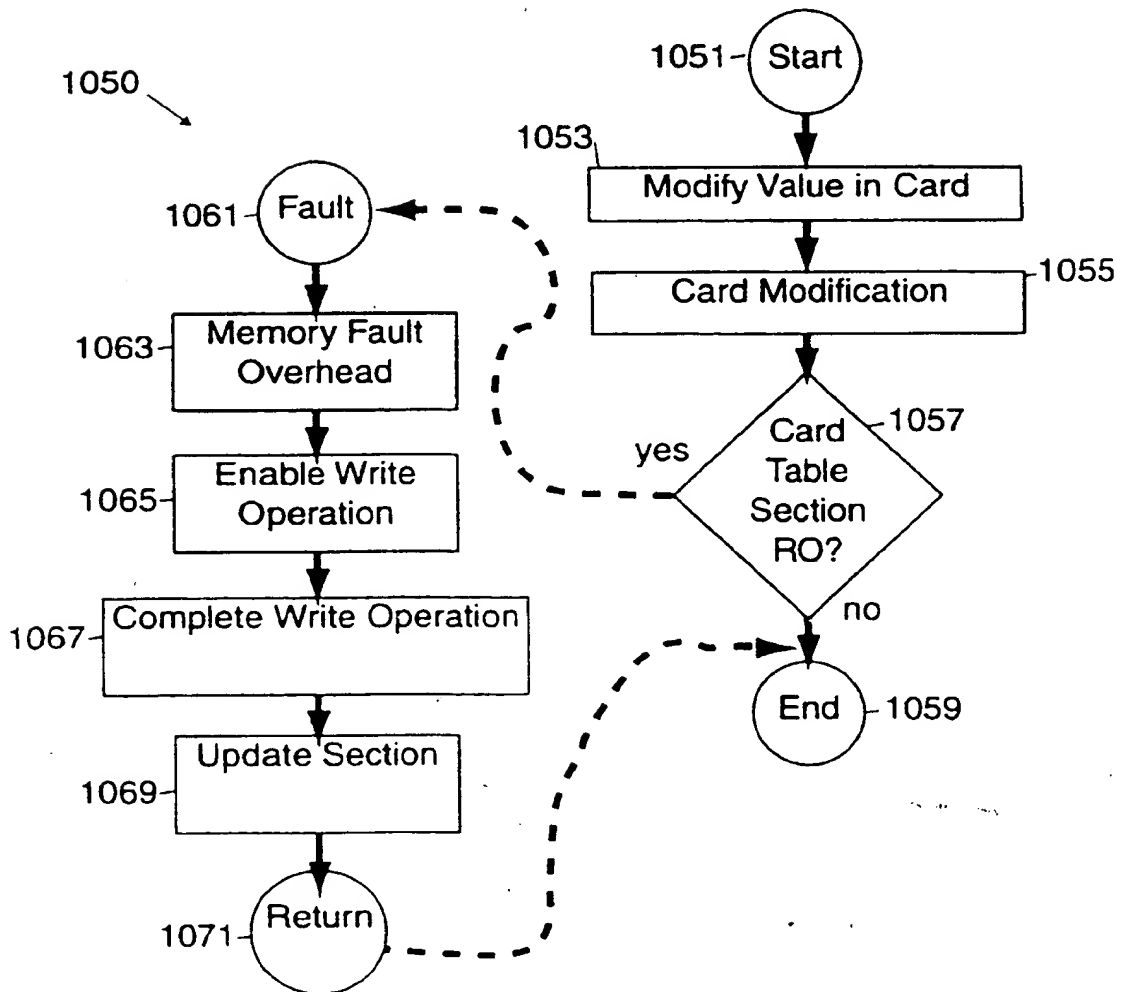 1050
1051
Start
1053
Modify Value in Card
1055
Card Modification
1057
Card
Table
Section
RO?
yes
no
End
1059
1061
Fault
1063
Memory Fault
Overhead
1065
Enable Write
Operation
1067
Complete Write Operation
1069
Update Section
1071
Return